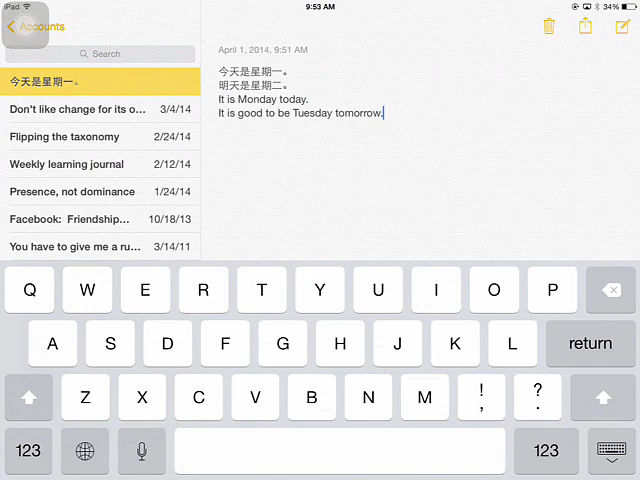 iPad 9:53 AM 34%
Accounts
Search
今天是星期一。
Don't like change for its o... 3/4/14
Flipping the taxonomy 2/24/14
Weekly learning journal 2/12/14
Presence, not dominance 1/24/14
Facebook: Friendship... 10/18/13
You have to give me a ru... 3/14/11
April 1, 2014, 9:51 AM
今天是星期一。
明天是星期二。
It is Monday today.
It is good to be Tuesday tomorrow.
Q W E R T Y U I O P
A S D F G H J K L return
Z X C V B N M ! , ? .
123 123